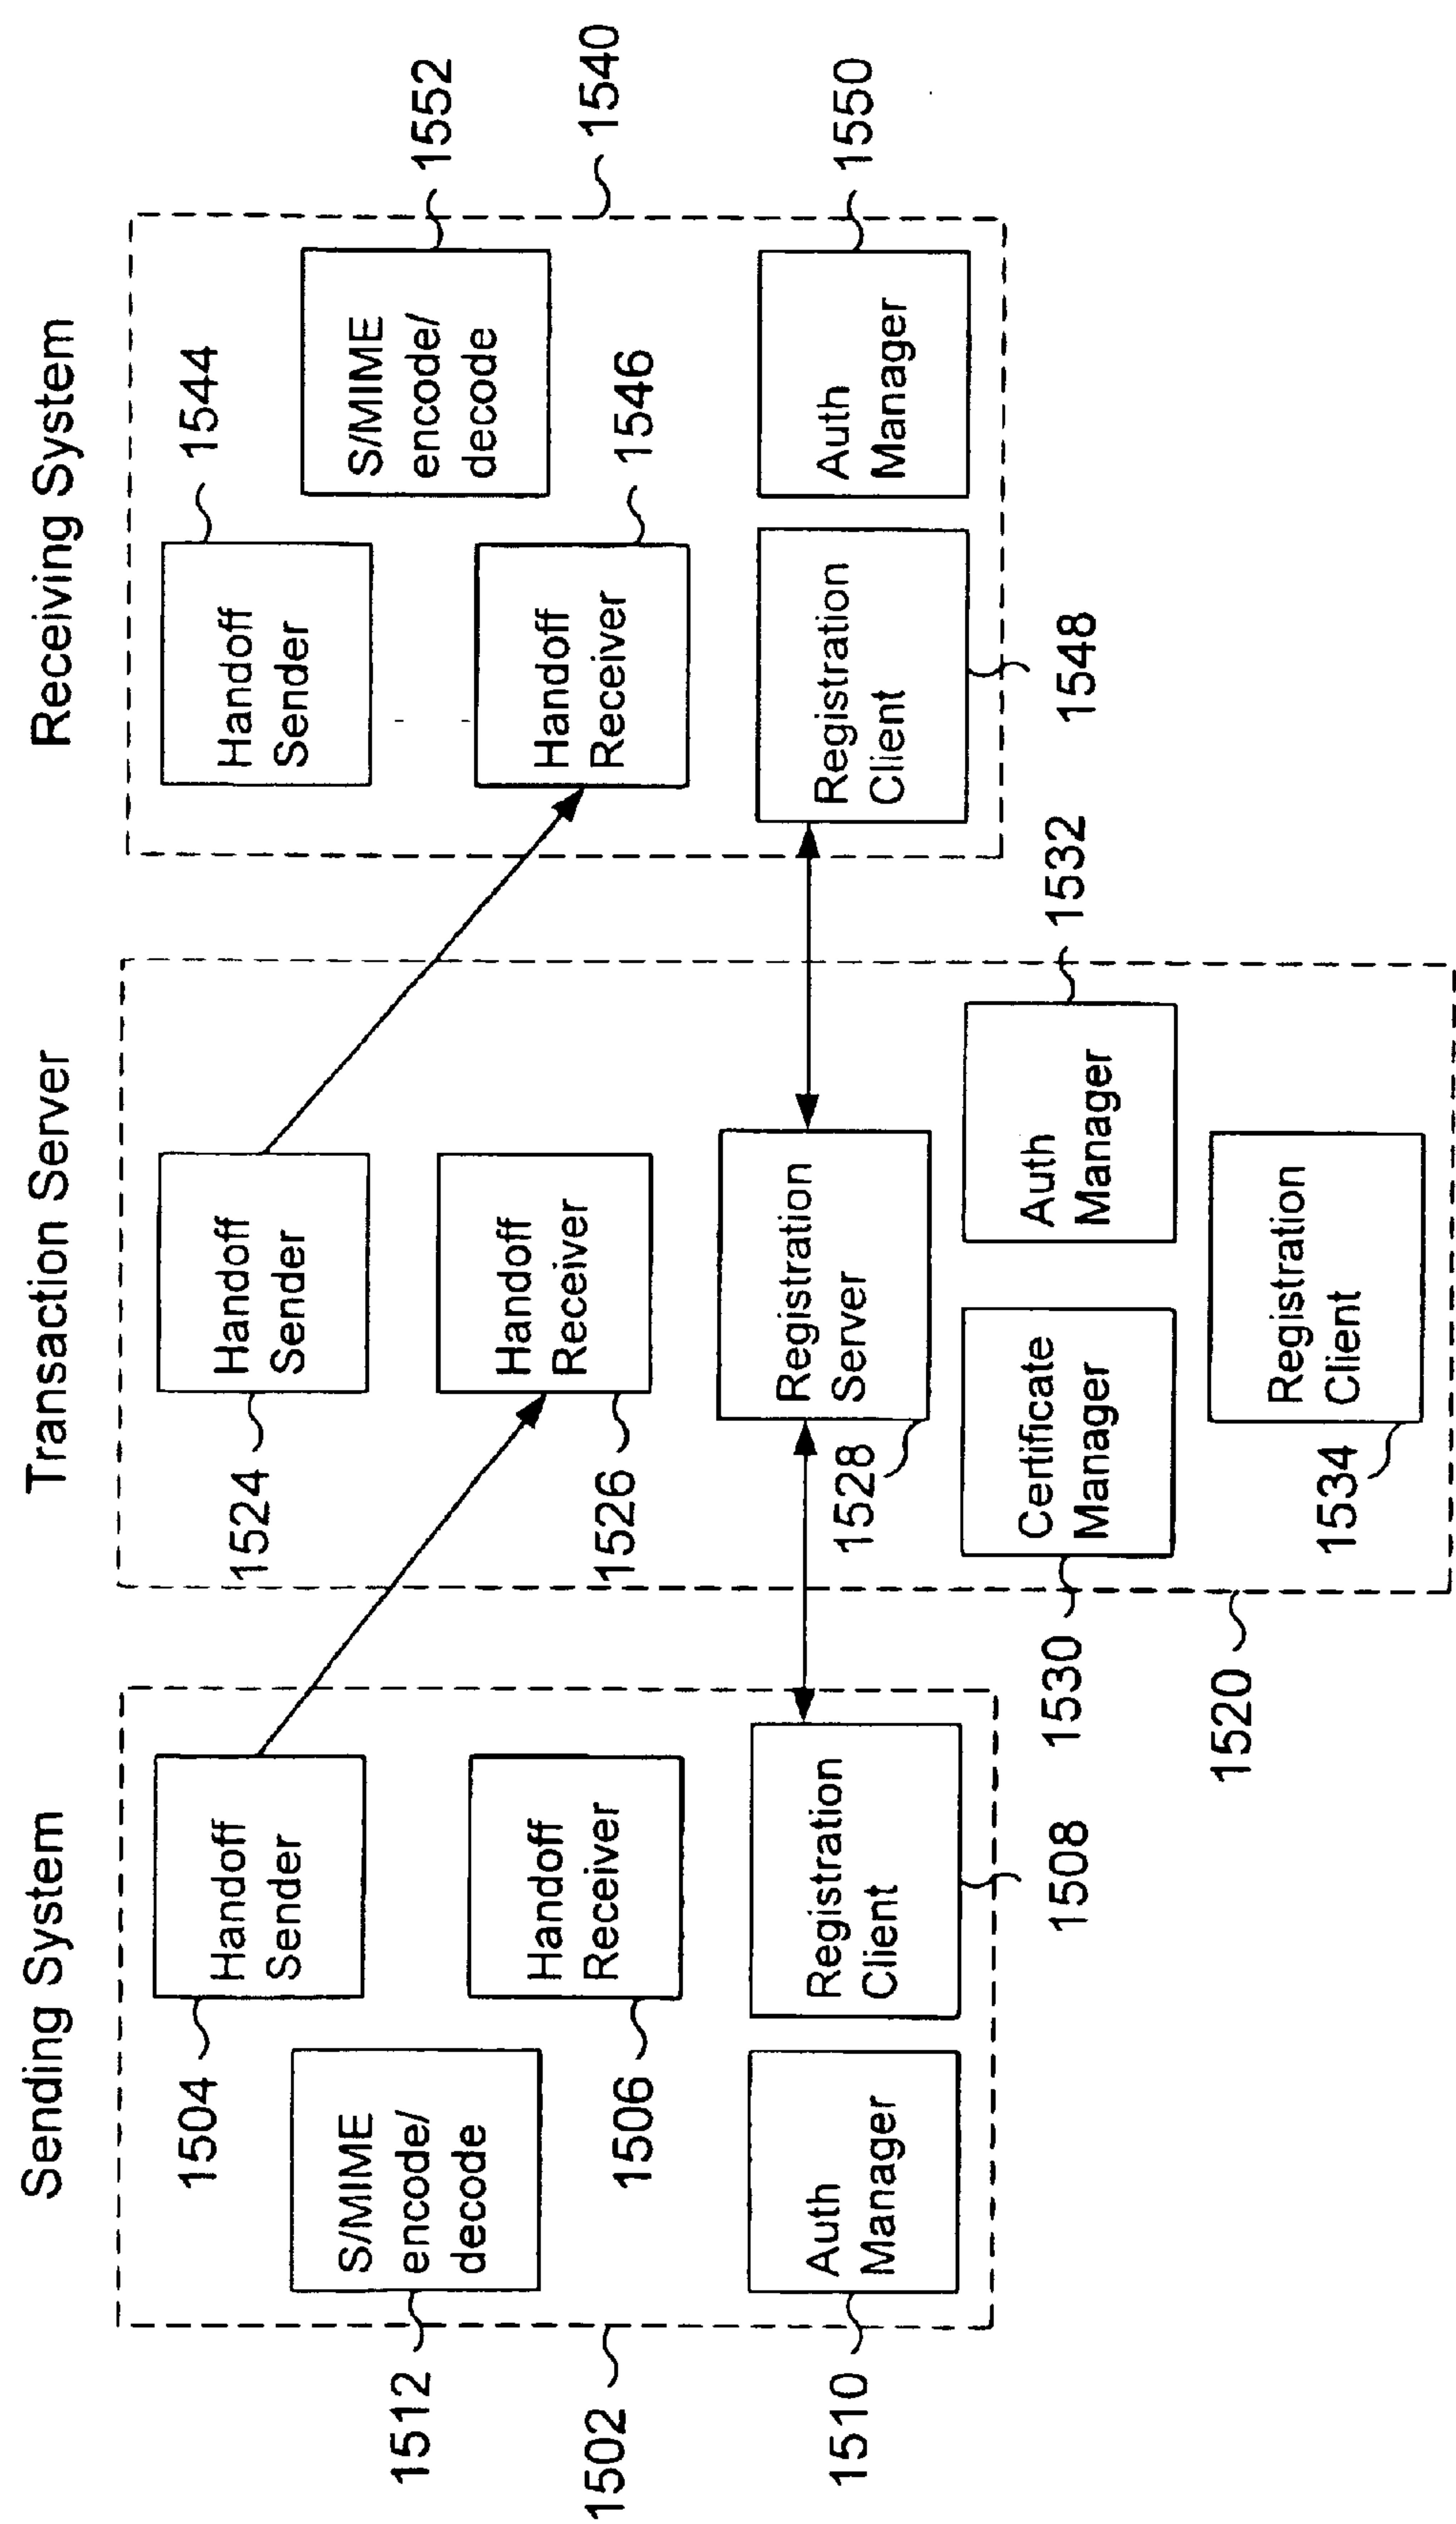 Sending System
Transaction Server
Receiving System
1504
Handoff
Sender
1512
S/MIME
encode/
decode
1502
1506
Handoff
Receiver
1510
Auth
Manager
Registration
Client
1508
1524
Handoff
Sender
1526
Handoff
Receiver
1528
Registration
Server
1530
Certificate
Manager
Auth
Manager
1532
1534
Registration
Client
1520
Handoff
Sender
1544
S/MIME
encode/
decode
1552
1540
Handoff
Receiver
1546
Registration
Client
1548
Auth
Manager
1550